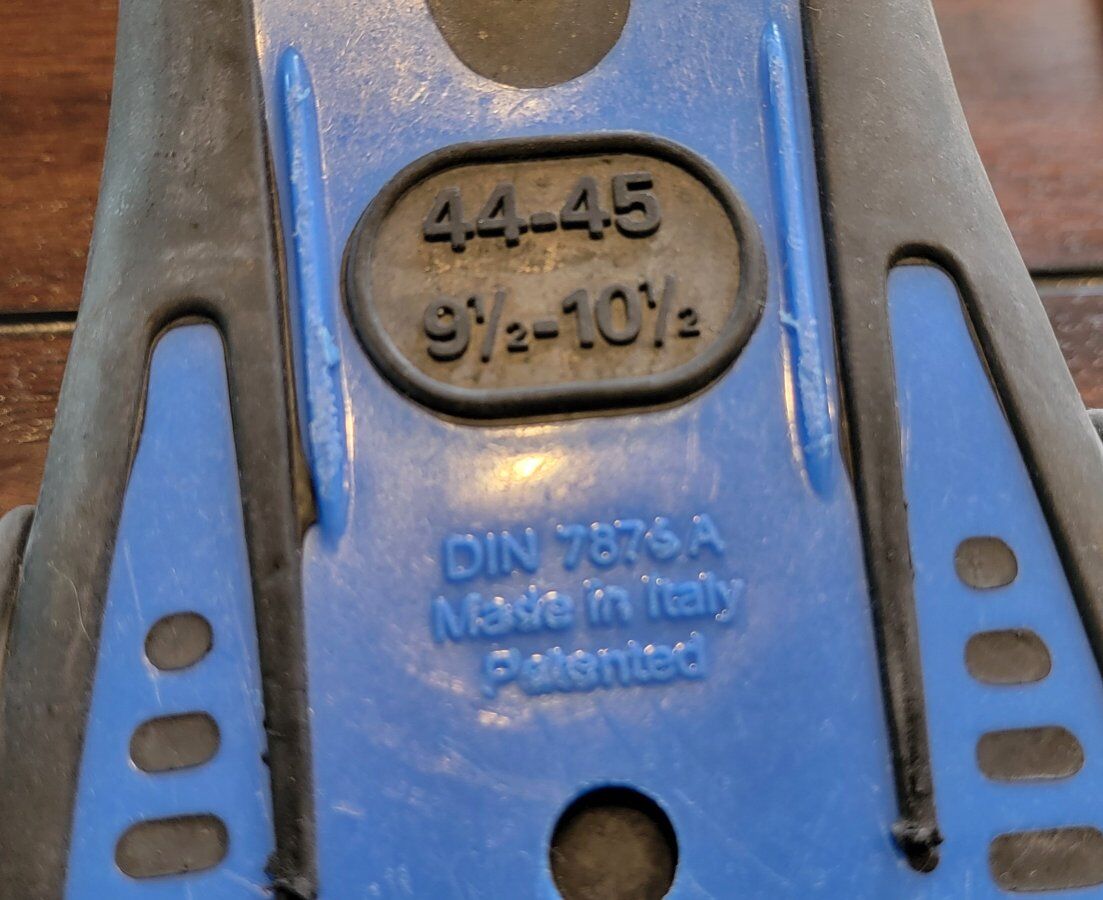 44-45
9½-10½
DIN 7876 A
Made in Italy
Patented